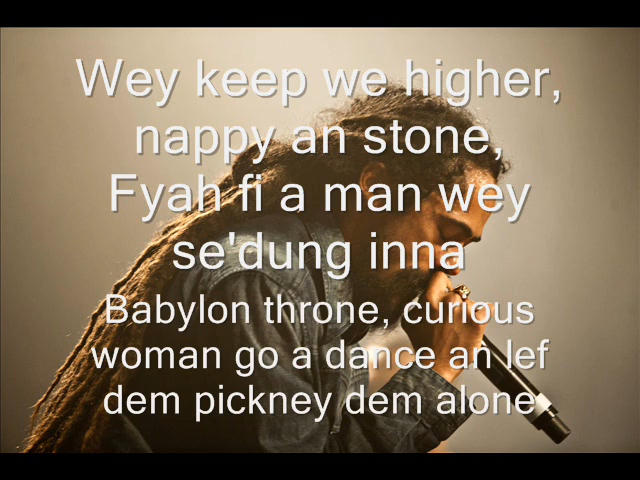 Wey keep we higher,
nappy an stone,
Fyah fi a man wey
se'dung inna
Babylon throne, curious
woman go a dance an lef
dem pickney dem alone